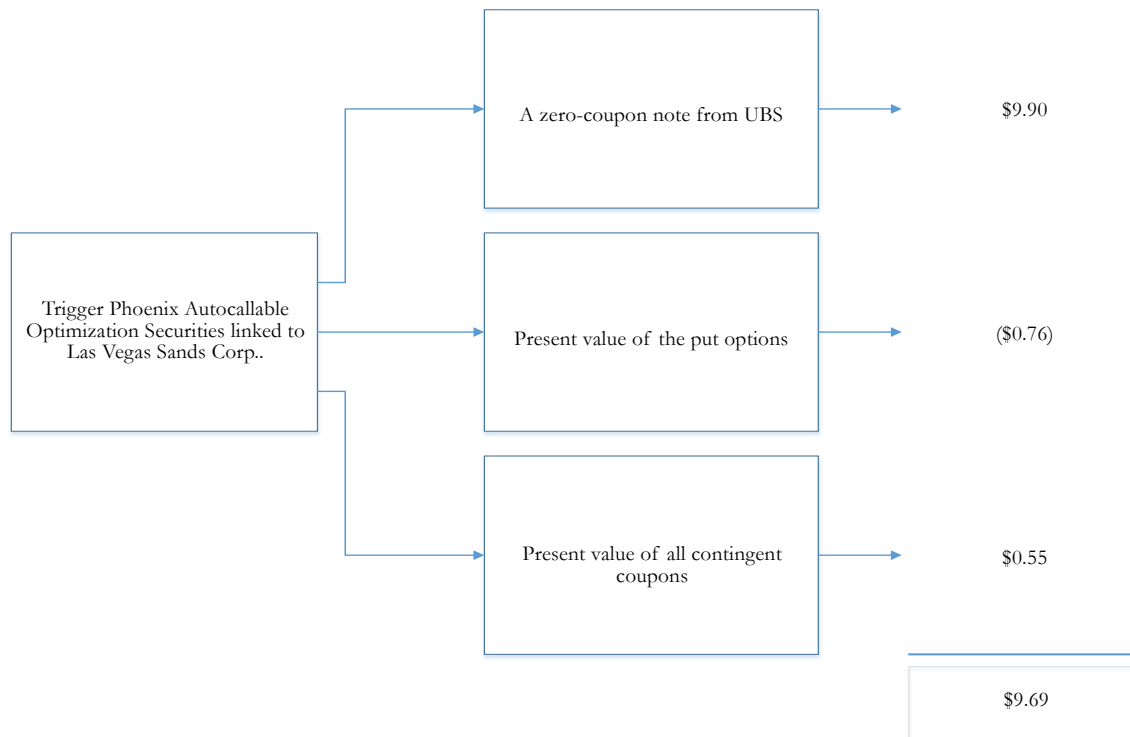 A zero-coupon note from UBS
$9.90
Trigger Phoenix Autocallable
Optimization Securities linked to
Las Vegas Sands Corp..
Present value of the put options
($0.76)
Present value of all contingent
coupons
$0.55
$9.69